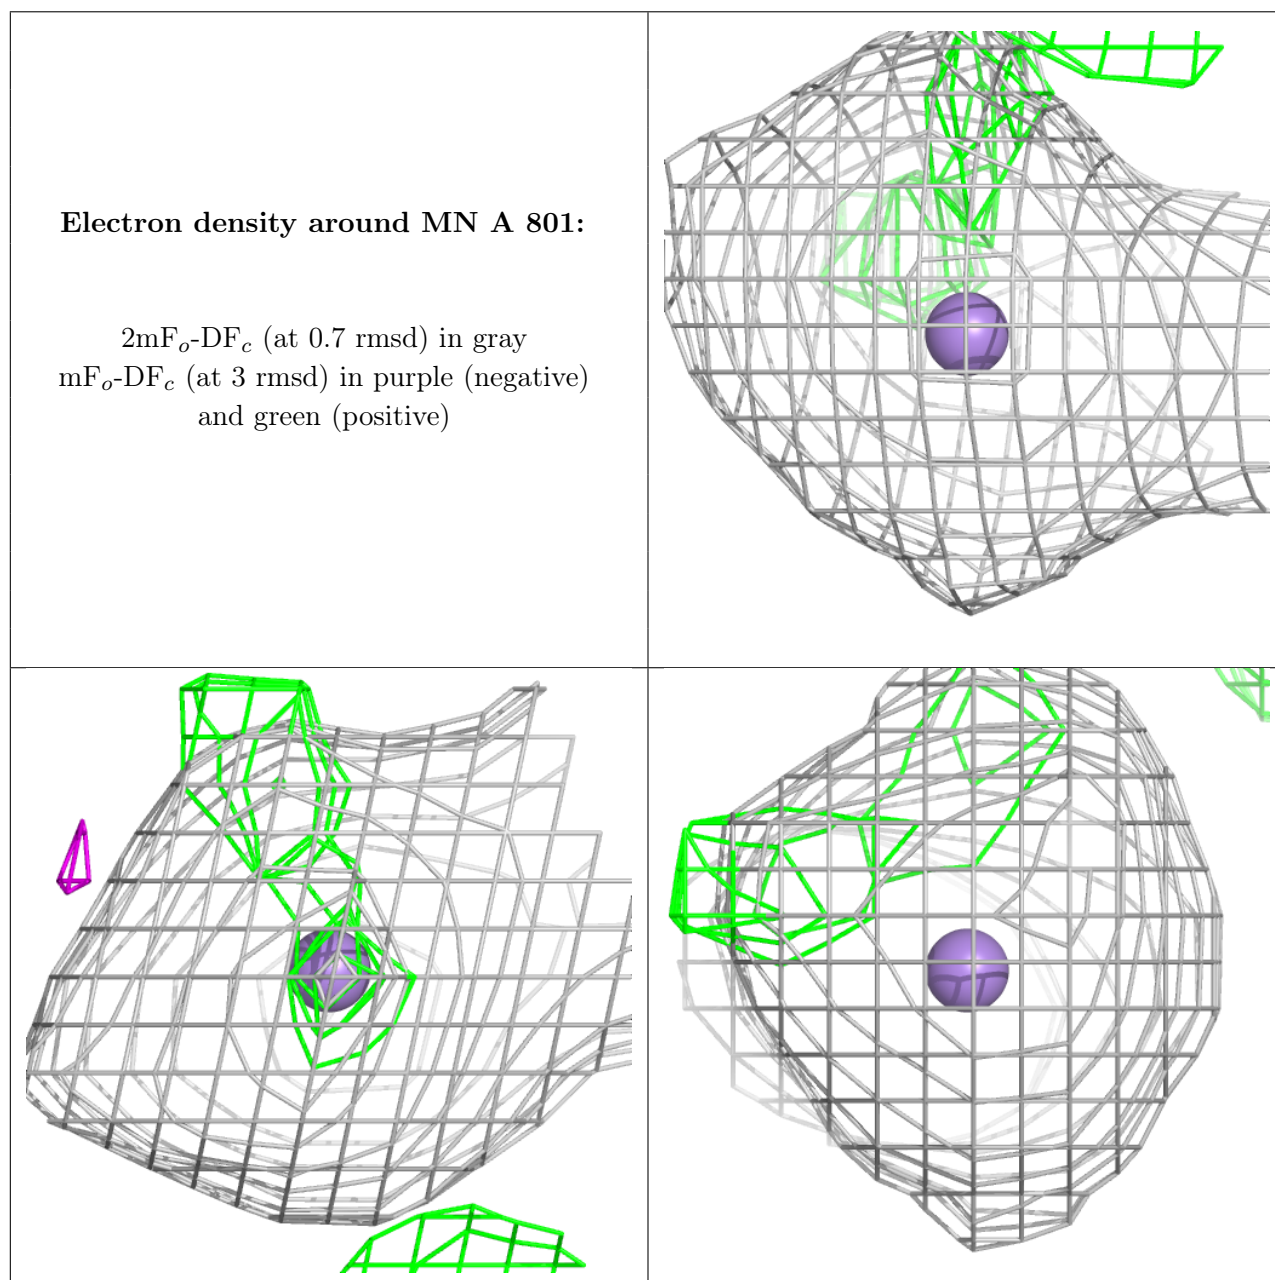 Electron density around MN A 801:
2mFo-DFc (at 0.7 rmsd) in gray
mFo-DFc (at 3 rmsd) in purple (negative)
and green (positive)